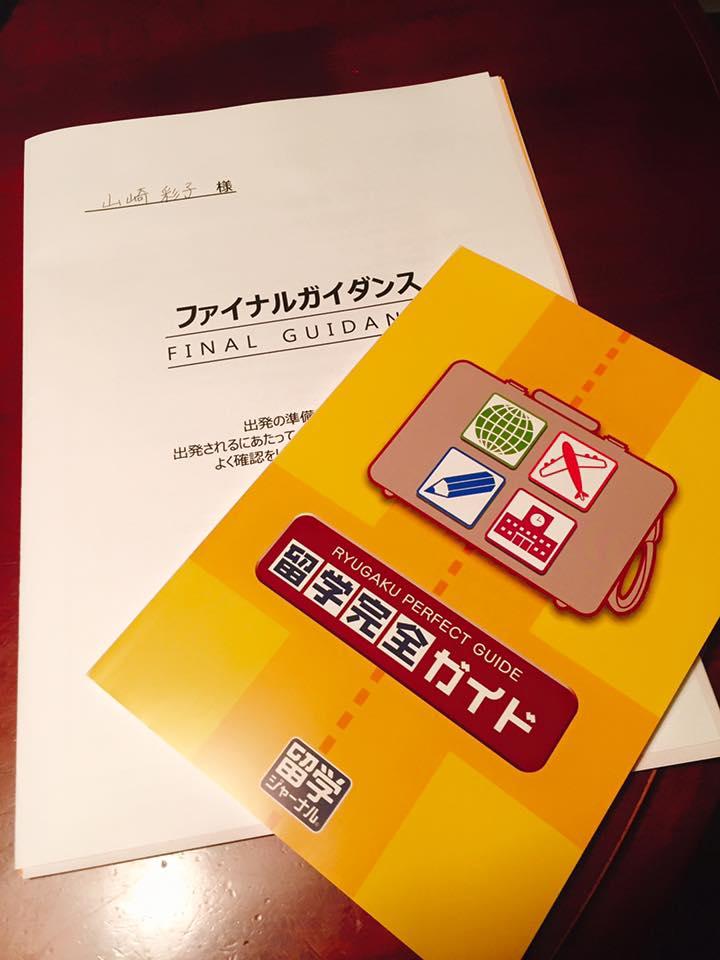 山崎 彩子 様
ファイナルガイダンス
FINAL GUIDAN
出発の準備
出発されるにあたって
よく確認をし
RYUGAKU PERFECT GUIDE
留学完全ガイド
留学
ジャーナル®